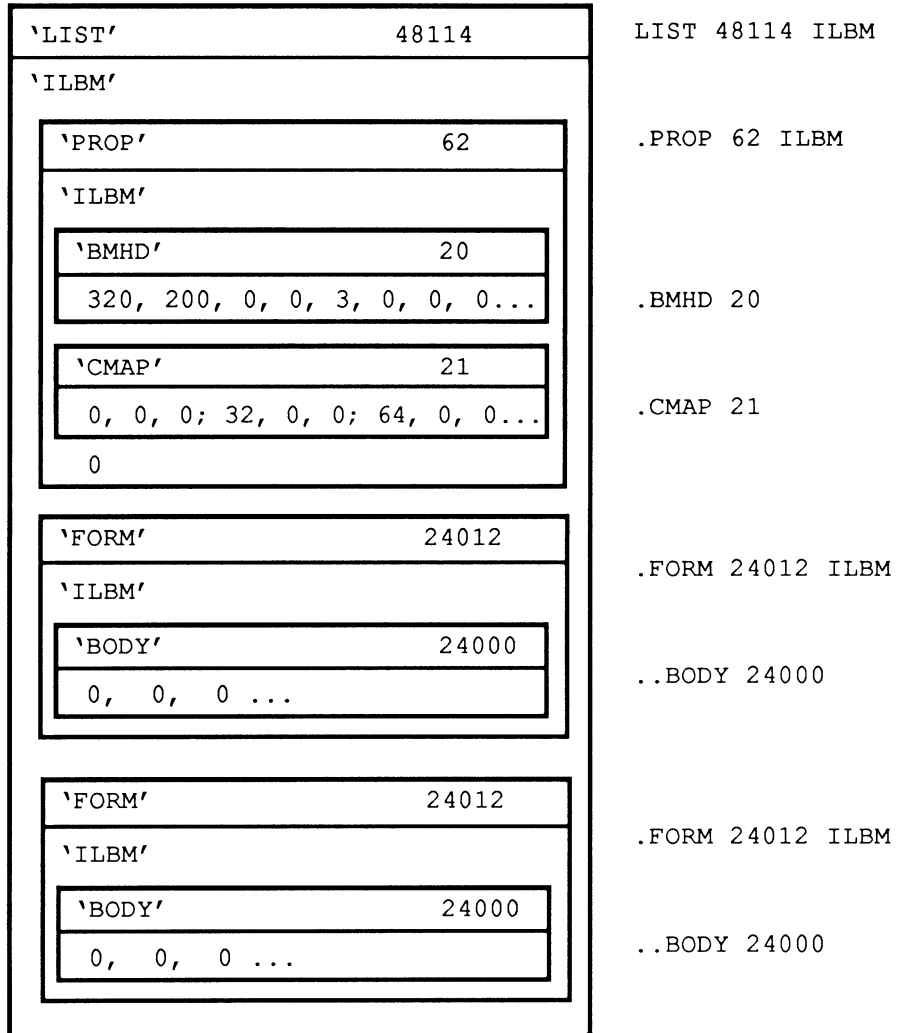 ‵LIST′ 48114 LIST 48114 ILBM
‵ILBM′
‵PROP′ 62 .PROP 62 ILBM
‵ILBM′
‵BMHD′ 20
320, 200, 0, 0, 3, 0, 0, 0... .BMHD 20
‵CMAP′ 21
0, 0, 0; 32, 0, 0; 64, 0, 0... .CMAP 21
0
‵FORM′ 24012
.FORM 24012 ILBM
‵ILBM′
‵BODY′ 24000
..BODY 24000
0, 0, 0 ...
‵FORM′ 24012
.FORM 24012 ILBM
‵ILBM′
‵BODY′ 24000
..BODY 24000
0, 0, 0 ...